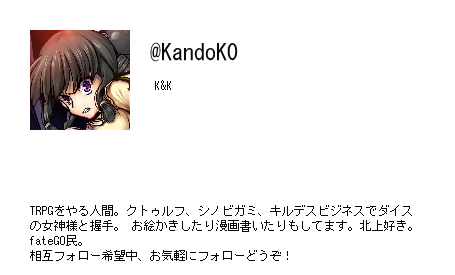 @KandoKO
K&K
TRPGをやる人間。クトゥルフ、シノビガミ、キルデスビジネスでダイス
の女神様と握手。 お絵かきしたり漫画書いたりもしてます。北上好き。
fateGO民。
相互フォロー希望中、お気軽にフォローどうぞ！